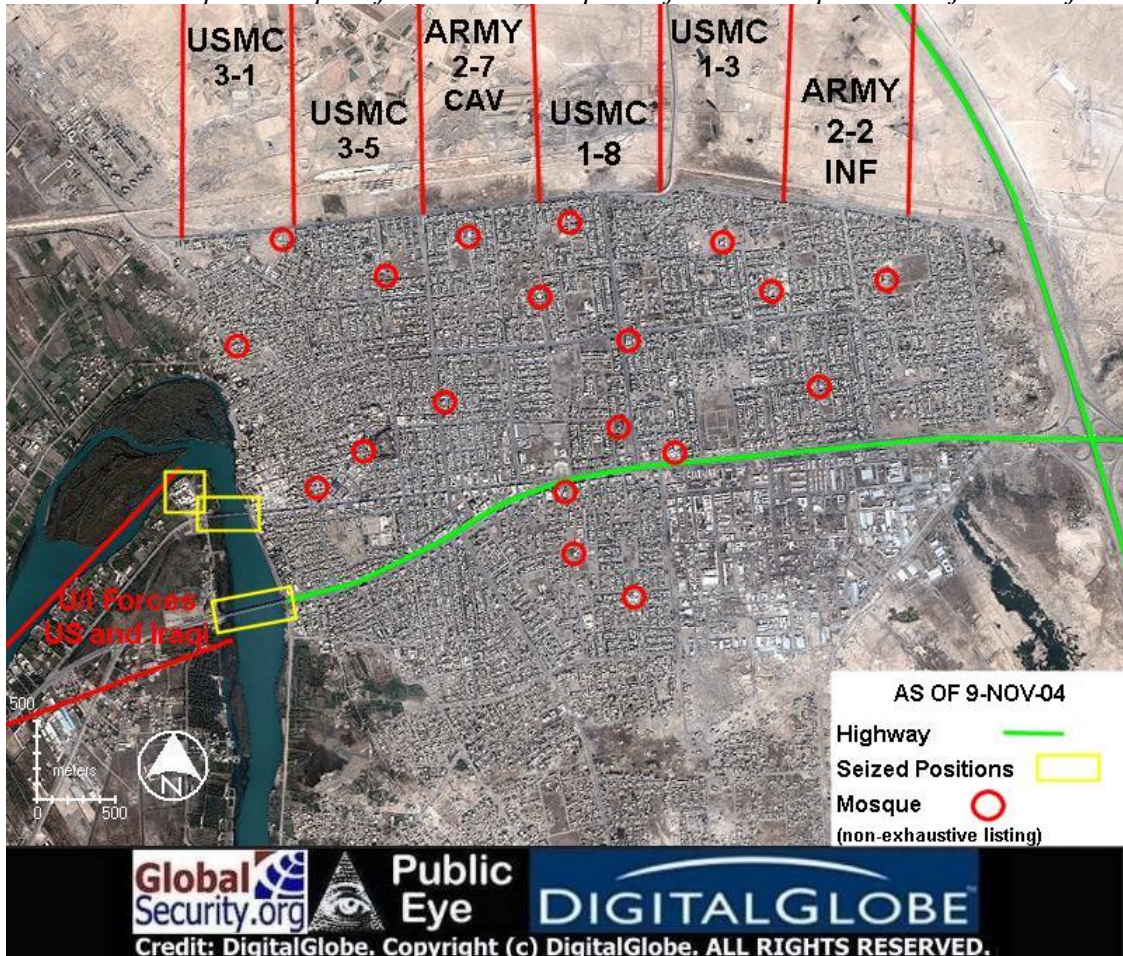 USMC
3-1
USMC
3-5
ARMY
2-7
CAV
USMC
1-8
USMC
1-3
ARMY
2-2
INF
U/I Forces
US and Iraqi
500
meters
0 500
N
AS OF 9-NOV-04
Highway
Seized Positions
Mosque
(non-exhaustive listing)
Global
Security.org
Public
Eye
DIGITALGLOBE
Credit: DigitalGlobe. Copyright (c) DigitalGlobe. ALL RIGHTS RESERVED.